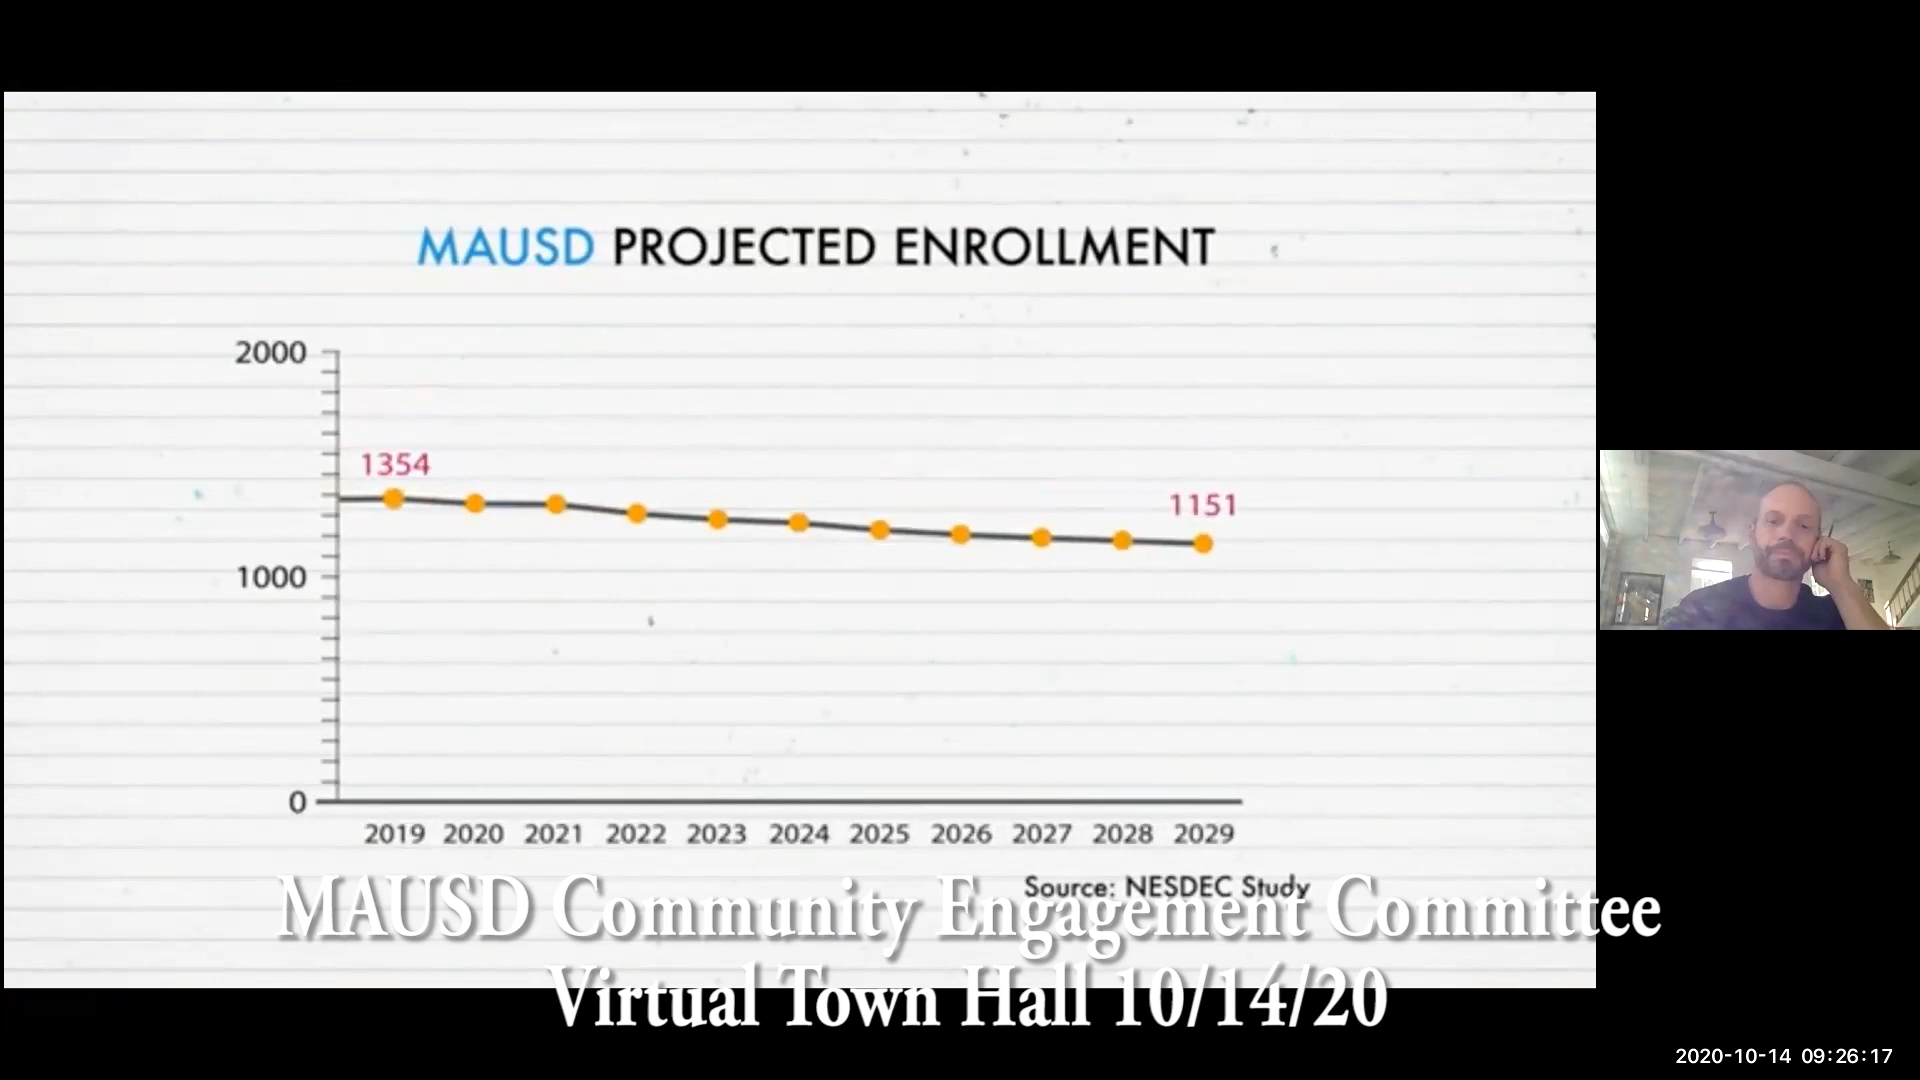 MAUSD PROJECTED ENROLLMENT
2000
1354
1151
1000
0
2019 2020 2021 2022 2023 2024 2025 2026 2027 2028 2029
Source: NESDEC Study
MAUSD Community Engagement Committee
Virtual Town Hall 10/14/20
2020-10-14 09:26:17